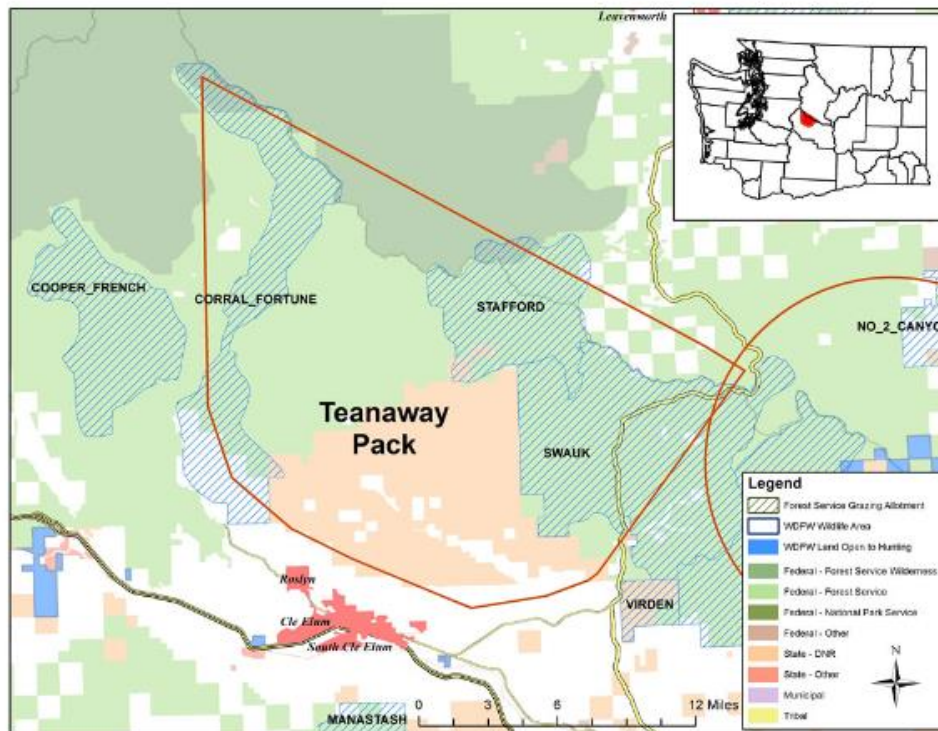 Leavenworth
COOPER_FRENCH
CORRAL_FORTUNE
STAFFORD
NO_2_CANYO
Teanaway
Pack
SWAUK
Roslyn
Cle Elum
South Cle Elum
VIRDEN
MANASTASH
0 3 6 12 Miles
Legend
Forest Service Grazing Allotment
WDFW Wildlife Area
WDFW Land Open to Hunting
Federal - Forest Service Wilderness
Federal - Forest Service
Federal - National Park Service
Federal - Other
State - DNR
State - Other
Municipal
Tribal
N